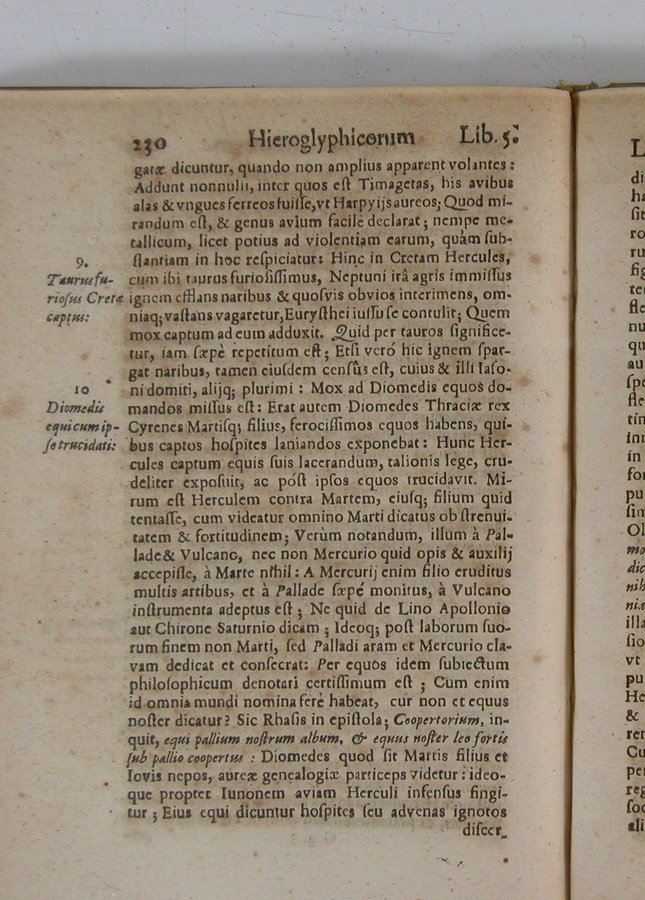 230 Hieroglyphicorum Lib. 5.
gatæ dicuntur, quando non amplius apparent volantes:
Addunt nonnulli, inter quos eſt Timagetas, his avibus
alas & vngues ferreos fuiſſe, vt Harpyijs aureos; Quod mi-
randum eſt, & genus avium facile declarat; nempe me-
tallicum, licet potius ad violentiam earum, quàm ſub-
ſtantiam in hoc reſpiciatur: Hinc in Cretam Hercules,
9.
Taurus fu-
rioſus Cretæ
captus:
cum ibi taurus furioſiſſimus, Neptuni irâ agris immiſſus
ignem efflans naribus & quoſvis obvios interimens, om-
niaq; vaſtans vagaretur, Euryſthei iuſſu ſe contulit; Quem
mox captum ad eum adduxit. Quid per tauros ſignifice-
tur, iam ſæpè repetitum eſt; Etſi veró hic ignem ſpar-
gat naribus, tamen eiuſdem cenſûs eſt, cuius & illi Iaſo-
10
Diomedis
equi cum ip-
ſe trucidati:
ni domiti, alijq; plurimi: Mox ad Diomedis equos do-
mandos miſſus eſt: Erat autem Diomedes Thraciæ rex
Cyrenes Martiſq; filius, ferociſſimos equos habens, qui-
bus captos hoſpites laniandos exponebat: Hunc Her-
cules captum equis ſuis lacerandum, talionis lege, cru-
deliter expoſuit, ac póſt ipſos equos trucidavit. Mi-
rum eſt Herculem contra Martem, eiuſq; filium quid
tentaſſe, cum videatur omnino Marti dicatus ob ſtrenui-
tatem & fortitudinem; Verùm notandum, illum à Pal-
lade & Vulcano, nec non Mercurio quid opis & auxilij
accepiſſe, à Marte nihil: A Mercurij enim filio eruditus
multis artibus, et à Pallade ſæpé monitus, à Vulcano
inſtrumenta adeptus eſt; Ne quid de Lino Apollonio
aut Chirone Saturnio dicam; Ideoq; poſt laborum ſuo-
rum finem non Marti, ſed Palladi aram et Mercurio cla-
vam dedicat et conſecrat: Per equos idem ſubiectum
philoſophicum denotari certiſſimum eſt; Cum enim
id omnia mundi nomina ferè habeat, cur non et equus
noſter dicatur? Sic Rhaſis in epiſtola; Coopertorium, in-
quit, equi pallium noſtrum album, & equus noſter leo fortis
ſub pallio coopertus: Diomedes quod ſit Martis filius et
Iovis nepos, aureæ genealogiæ particeps videtur: ideo-
que propter Iunonem aviam Herculi infenſus fingi-
tur; Eius equi dicuntur hoſpites ſeu advenas ignotos
diſcer-